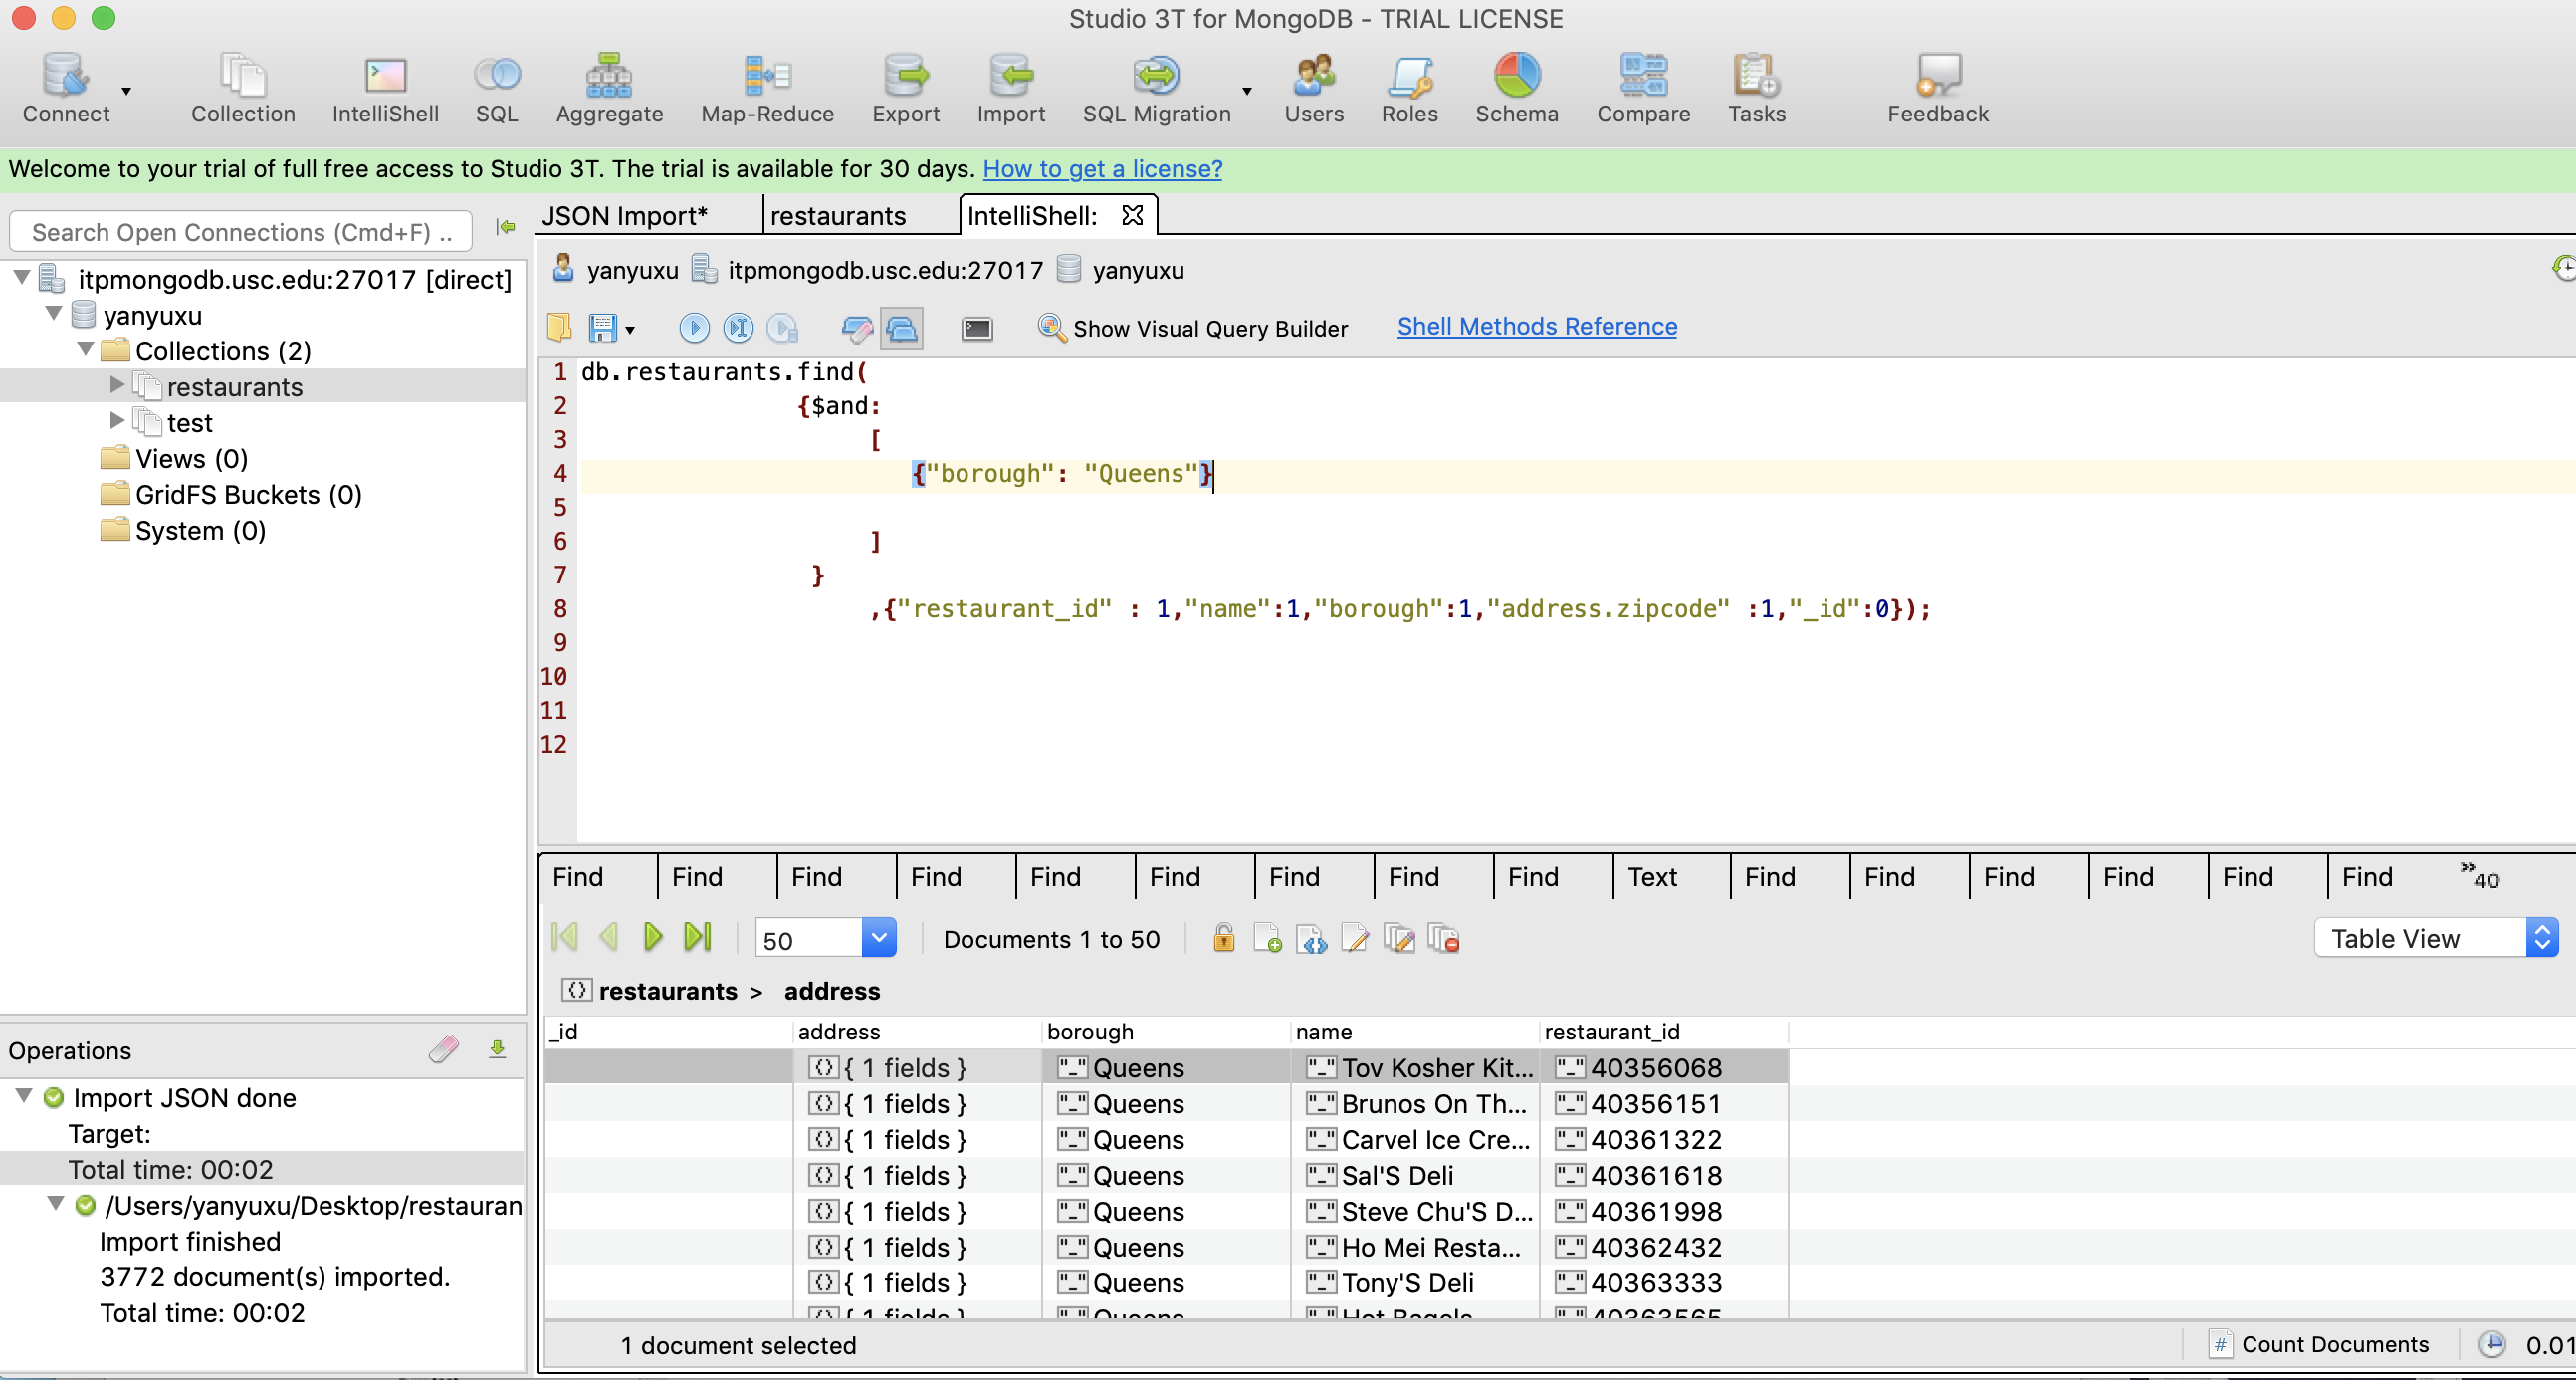 Studio 3T for MongoDB - TRIAL LICENSE
Connect Collection IntelliShell SQL Aggregate Map-Reduce Export Import SQL Migration Users Roles Schema Compare Tasks Feedback
Welcome to your trial of full free access to Studio 3T. The trial is available for 30 days. How to get a license?
Search Open Connections (Cmd+F) ..
itpmongodb.usc.edu:27017 [direct]
yanyuxu
Collections (2)
restaurants
test
Views (0)
GridFS Buckets (0)
System (0)
Operations
Import JSON done
Target:
Total time: 00:02
/Users/yanyuxu/Desktop/restauran
Import finished
3772 document(s) imported.
Total time: 00:02
JSON Import* restaurants IntelliShell:
yanyuxu itpmongodb.usc.edu:27017 yanyuxu
Show Visual Query Builder Shell Methods Reference
1 db.restaurants.find(
2 {$and:
3 [
4 {"borough": "Queens"}
5
6 ]
7 }
8 ,{"restaurant_id" : 1,"name":1,"borough":1,"address.zipcode" :1,"_id":0});
9
10
11
12
Find Find Find Find Find Find Find Find Find Text Find Find Find Find Find Find »40
50 Documents 1 to 50 Table View
restaurants > address
_id address borough name restaurant_id
{ 1 fields } "_" Queens "_" Tov Kosher Kit... "_" 40356068
{ 1 fields } "_" Queens "_" Brunos On Th... "_" 40356151
{ 1 fields } "_" Queens "_" Carvel Ice Cre... "_" 40361322
{ 1 fields } "_" Queens "_" Sal'S Deli "_" 40361618
{ 1 fields } "_" Queens "_" Steve Chu'S D... "_" 40361998
{ 1 fields } "_" Queens "_" Ho Mei Resta... "_" 40362432
{ 1 fields } "_" Queens "_" Tony'S Deli "_" 40363333
{ 1 fields } "_" Queens "_" Hot Bagels "_" 40363565
1 document selected # Count Documents 0.01